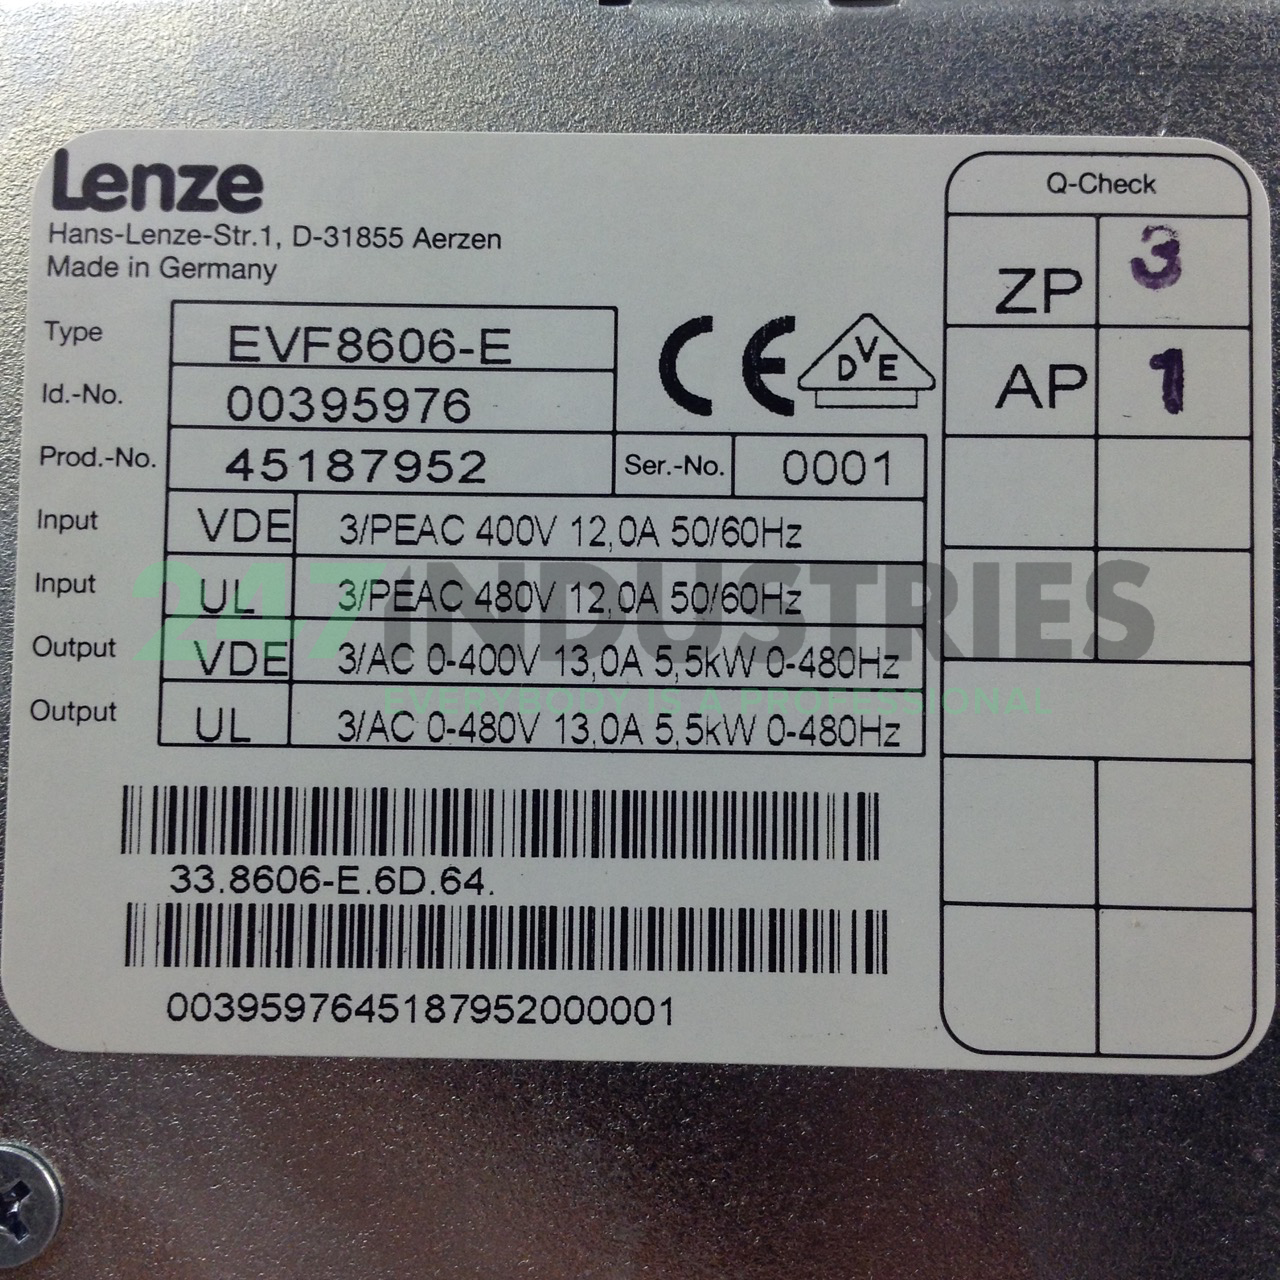 Lenze
Hans-Lenze-Str.1, D-31855 Aerzen
Made in Germany
Q-Check
ZP 3
AP 1
Type EVF8606-E
Id.-No. 00395976
CE DVE
Prod.-No. 45187952 Ser.-No. 0001
Input VDE 3/PEAC 400V 12,0A 50/60Hz
Input UL 3/PEAC 480V 12,0A 50/60Hz
Output VDE 3/AC 0-400V 13,0A 5,5kW 0-480Hz
Output UL 3/AC 0-480V 13,0A 5,5kW 0-480Hz
247INDUSTRIES
EVERYBODY IS A PROFESSIONAL
33.8606-E.6D.64.
0039597645187952000001